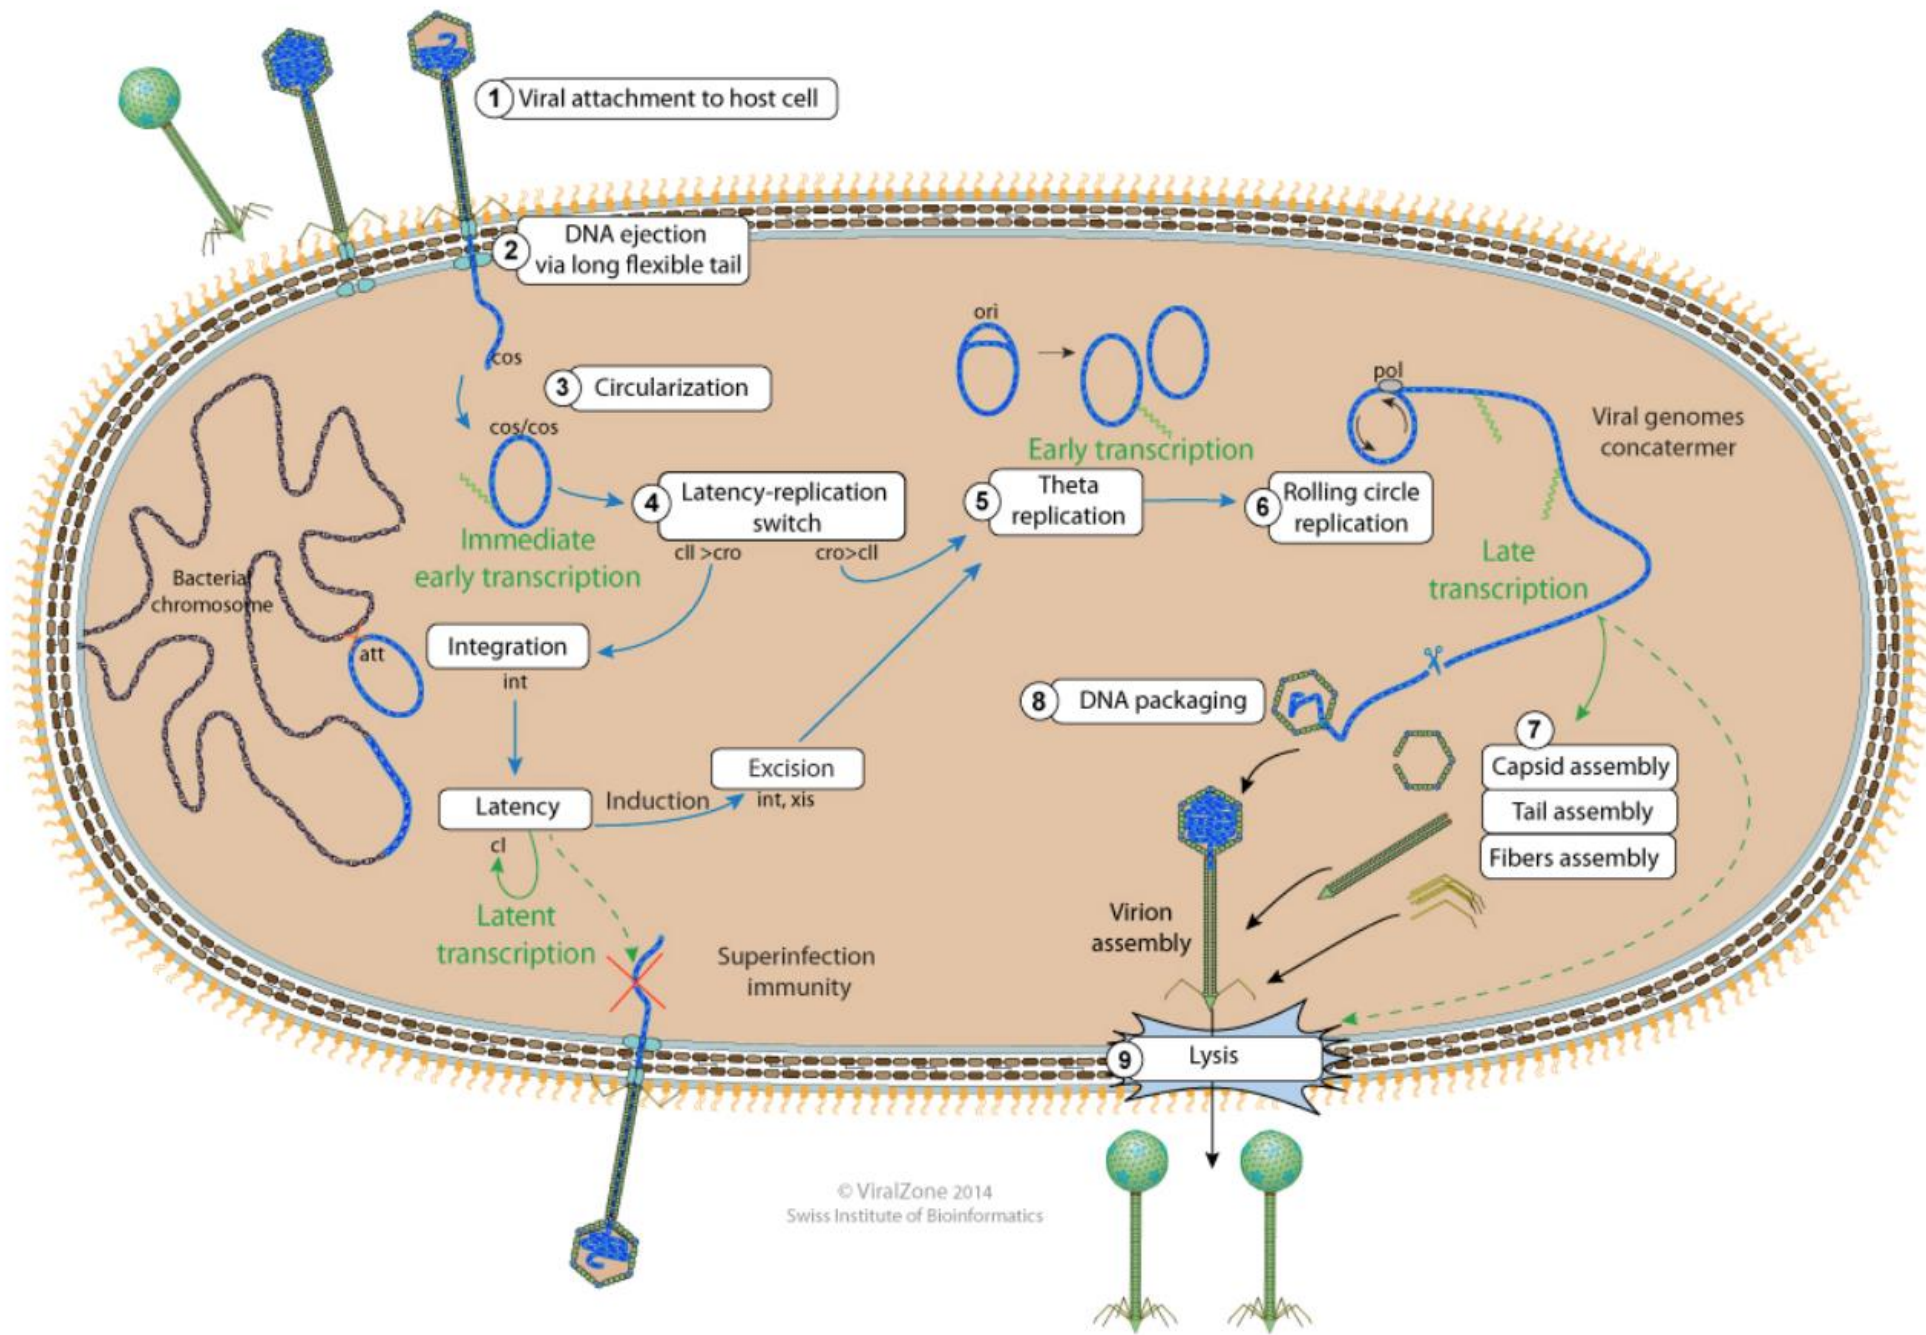 1 Viral attachment to host cell
2 DNA ejection
via long flexible tail
cos
3 Circularization
cos/cos
Immediate
early transcription
4 Latency-replication
switch
cll >cro
cro>cll
ori
Early transcription
5 Theta
replication
6 Rolling circle
replication
pol
Viral genomes
concatermer
Late
transcription
Bacterial
chromosome
att
Integration
int
Latency
cl
Induction
Excision
int, xis
Latent
transcription
Superinfection
immunity
8 DNA packaging
7
Capsid assembly
Tail assembly
Fibers assembly
Virion
assembly
9 Lysis
© ViralZone 2014
Swiss Institute of Bioinformatics